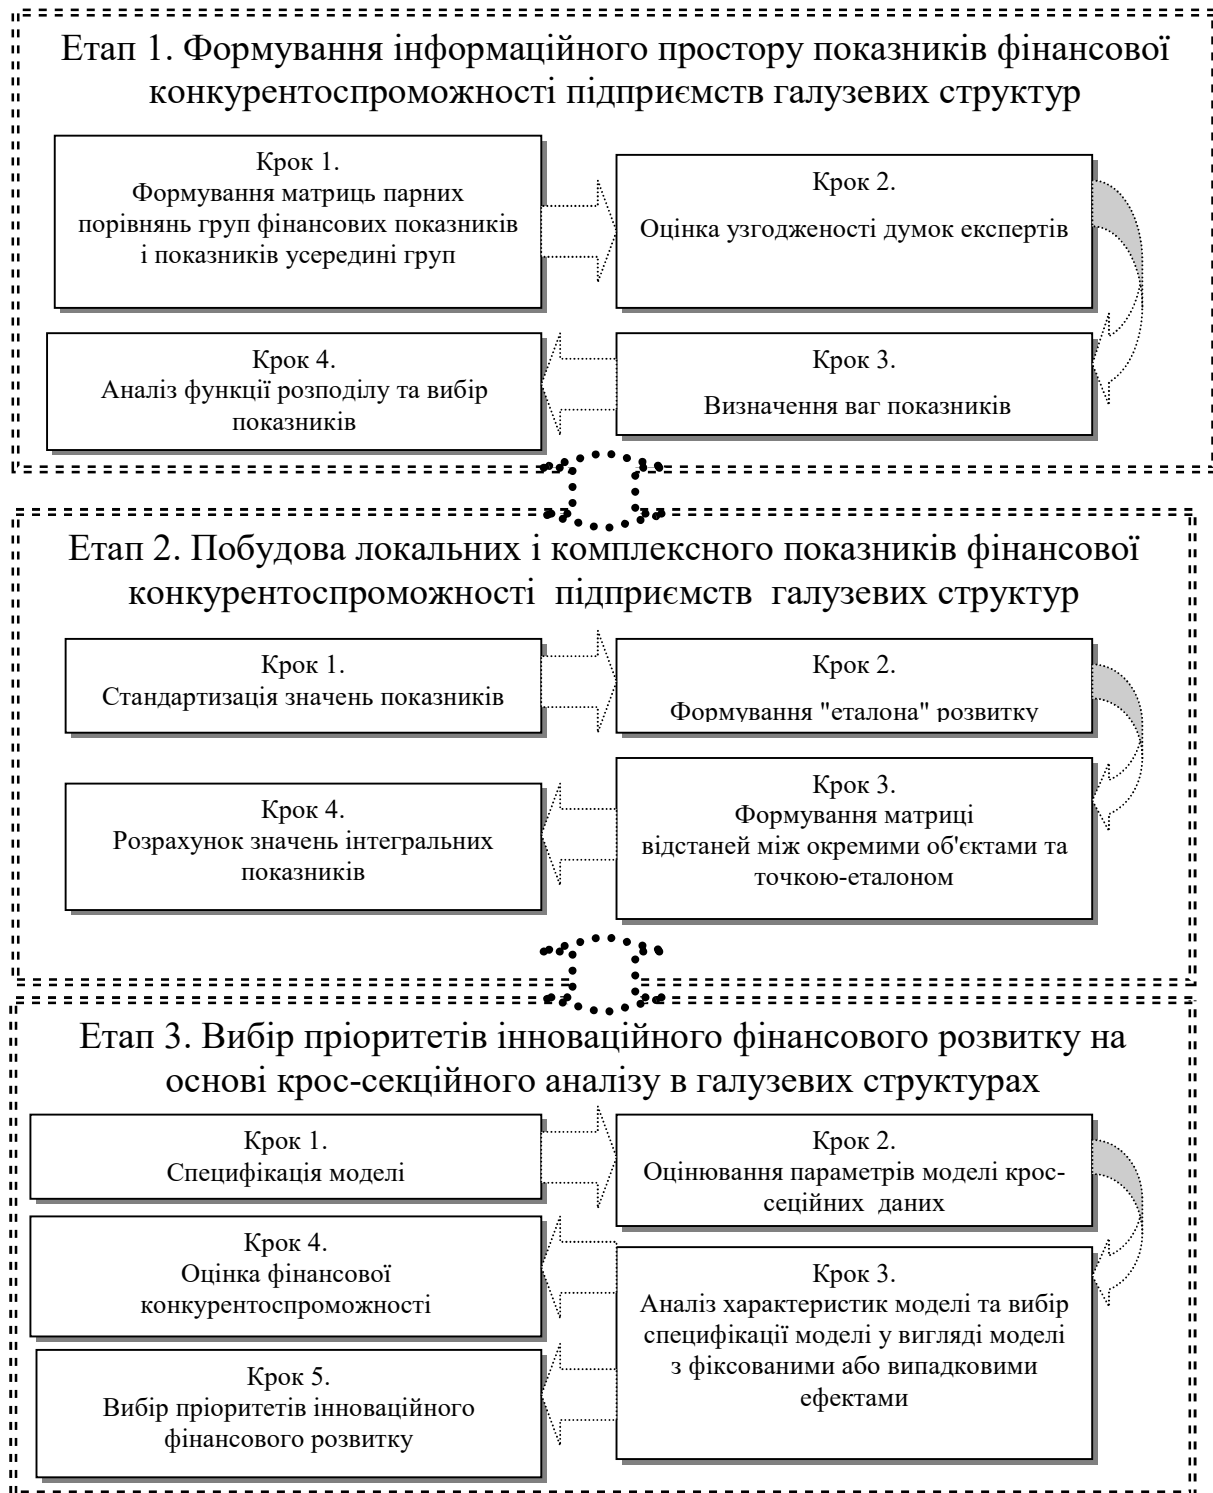 Етап 1. Формування інформаційного простору показників фінансової
конкурентоспроможності підприємств галузевих структур
Крок 1.
Формування матриць парних
порівнянь груп фінансових показників
і показників усередині груп
Крок 2.
Оцінка узгодженості думок експертів
Крок 3.
Визначення ваг показників
Крок 4.
Аналіз функції розподілу та вибір
показників
Етап 2. Побудова локальних і комплексного показників фінансової
конкурентоспроможності підприємств галузевих структур
Крок 1.
Стандартизація значень показників
Крок 2.
Формування "еталона" розвитку
Крок 3.
Формування матриці
відстаней між окремими об'єктами та
точкою-еталоном
Крок 4.
Розрахунок значень інтегральних
показників
Етап 3. Вибір пріоритетів інноваційного фінансового розвитку на
основі крос-секційного аналізу в галузевих структурах
Крок 1.
Специфікація моделі
Крок 2.
Оцінювання параметрів моделі крос-
сеційних даних
Крок 3.
Аналіз характеристик моделі та вибір
специфікації моделі у вигляді моделі
з фіксованими або випадковими
ефектами
Крок 4.
Оцінка фінансової
конкурентоспроможності
Крок 5.
Вибір пріоритетів інноваційного
фінансового розвитку